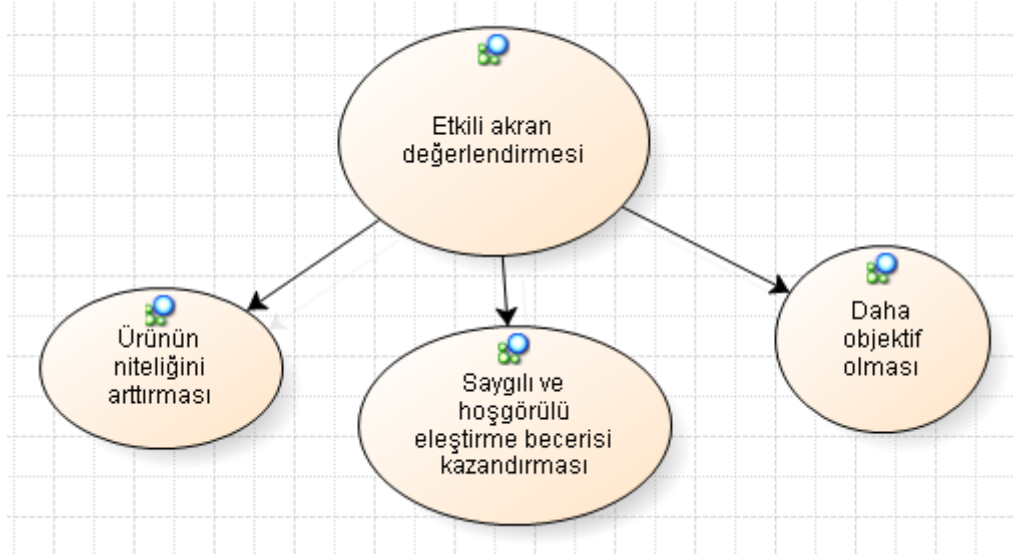 Etkili akran
değerlendirmesi
Ürünün
niteliğini
arttırması
Saygılı ve
hoşgörülü
eleştirme becerisi
kazandırması
Daha
objektif
olması